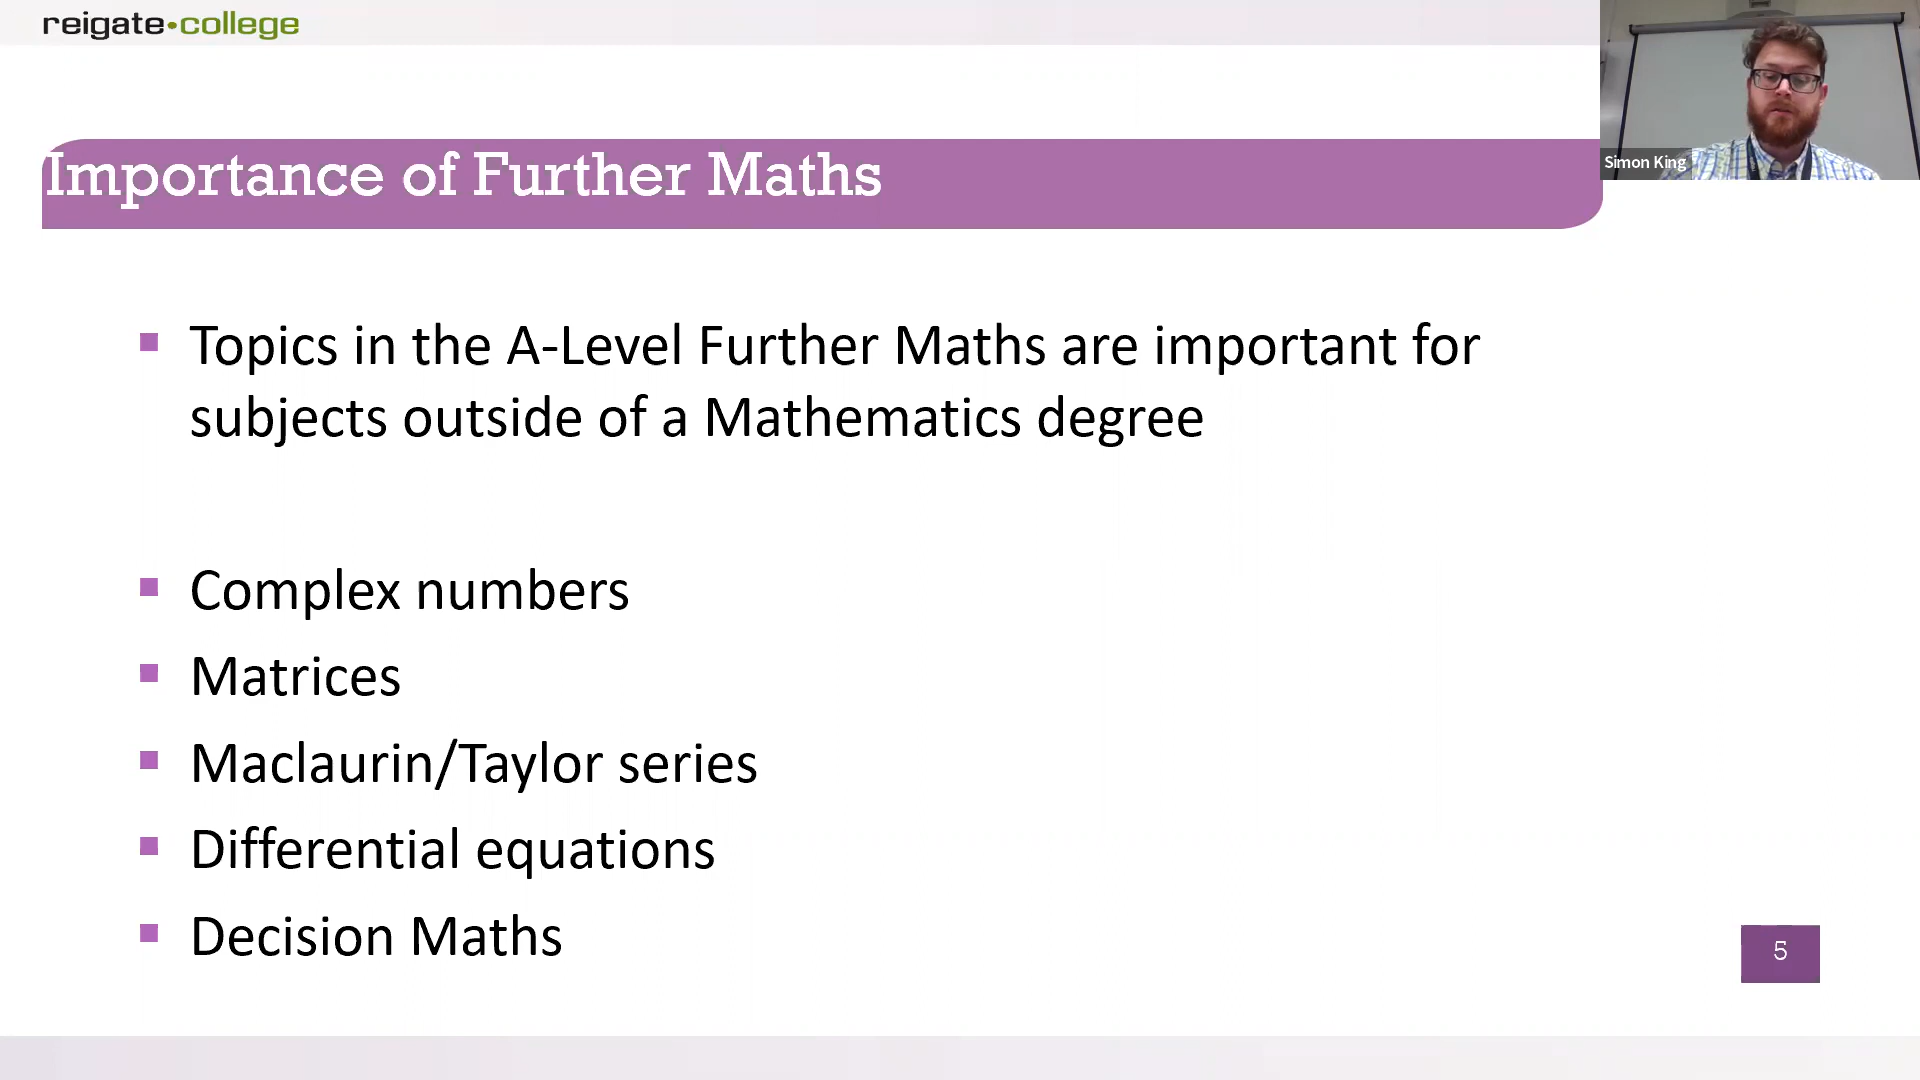 reigate•college
Simon King
Importance of Further Maths
Topics in the A-Level Further Maths are important for
subjects outside of a Mathematics degree
Complex numbers
Matrices
Maclaurin/Taylor series
Differential equations
Decision Maths
5